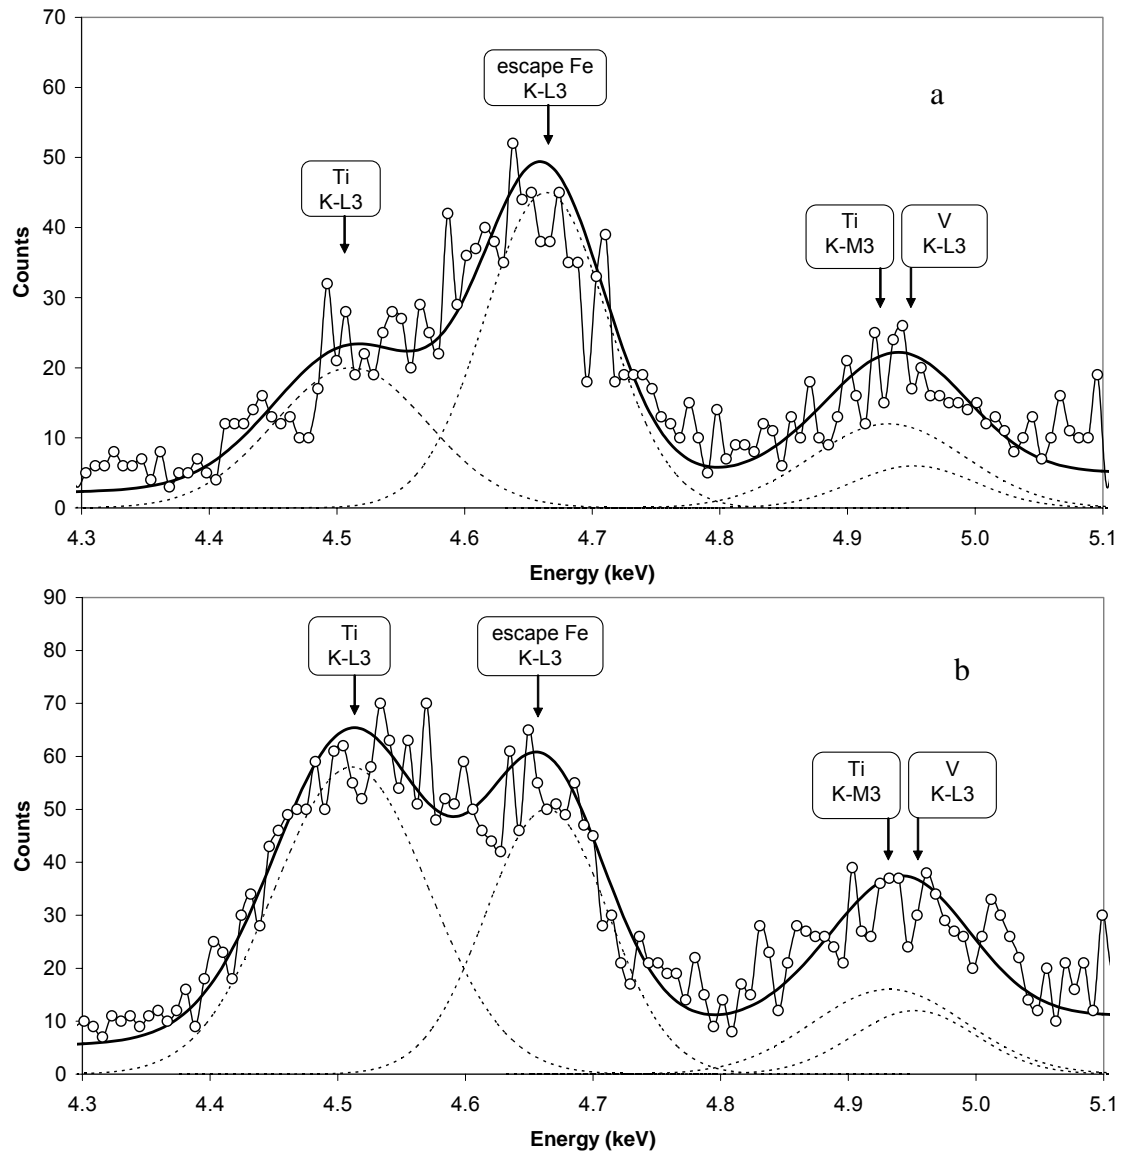 70
60
50
40
30
20
10
0
Counts
escape Fe
K-L3
a
Ti
K-L3
Ti
K-M3
V
K-L3
4.3 4.4 4.5 4.6 4.7 4.8 4.9 5.0 5.1
Energy (keV)
90
80
70
60
50
40
30
20
10
0
Counts
Ti
K-L3
escape Fe
K-L3
b
Ti
K-M3
V
K-L3
4.3 4.4 4.5 4.6 4.7 4.8 4.9 5.0 5.1
Energy (keV)